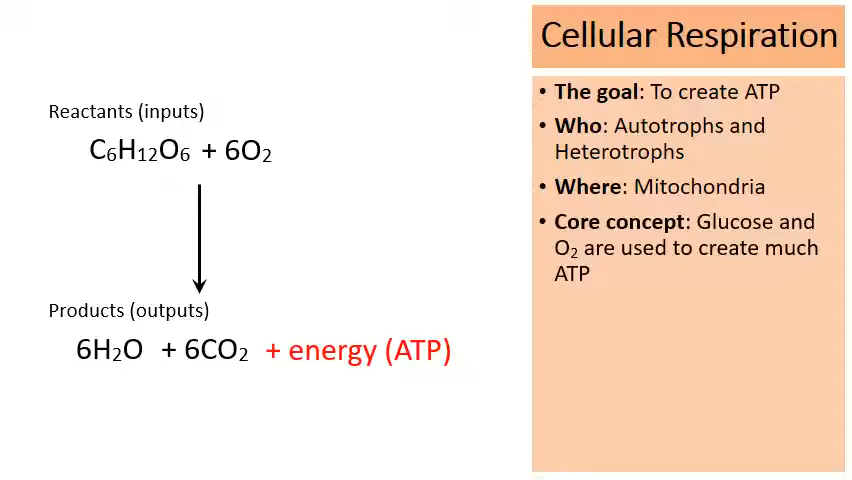 Cellular Respiration
Reactants (inputs)
C₆H₁₂O₆ + 6O₂
Products (outputs)
6H₂O + 6CO₂ + energy (ATP)
• The goal: To create ATP
• Who: Autotrophs and
Heterotrophs
• Where: Mitochondria
• Core concept: Glucose and
O₂ are used to create much
ATP